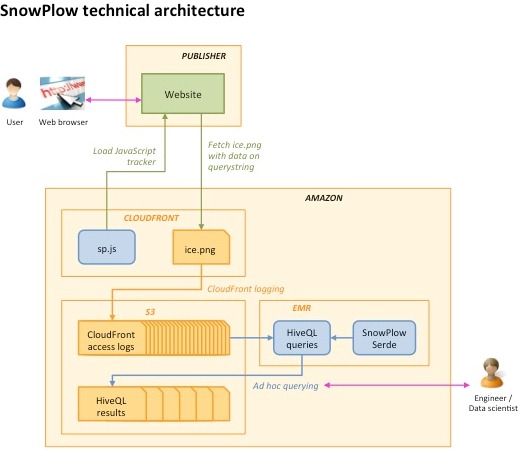 SnowPlow technical architecture
PUBLISHER
Website
User
Web browser
Load JavaScript
tracker
Fetch ice.png
with data on
querystring
AMAZON
CLOUDFRONT
sp.js
ice.png
CloudFront logging
S3
EMR
CloudFront
access logs
HiveQL
queries
SnowPlow
Serde
Ad hoc querying
HiveQL
results
Engineer /
Data scientist